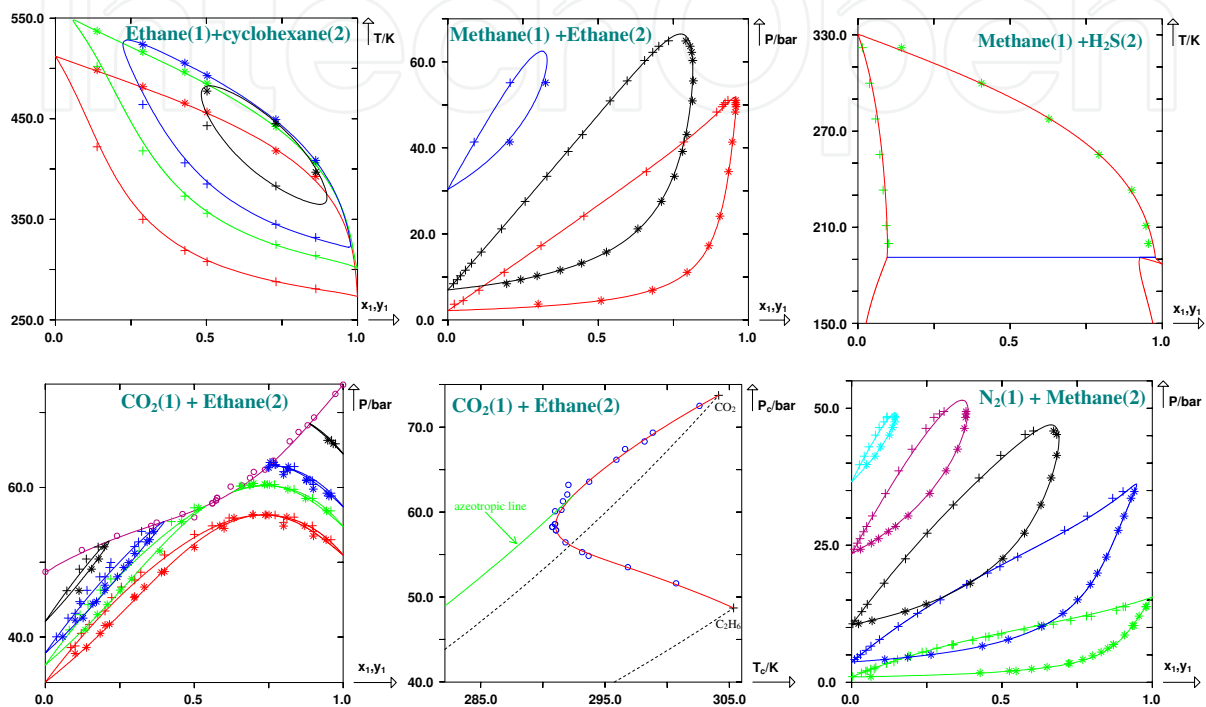 IntechOpen
Ethane(1)+cyclohexane(2)
T/K
550.0
450.0
350.0
250.0
0.0
0.5
1.0
x1,y1
Methane(1) +Ethane(2)
P/bar
60.0
40.0
20.0
0.0
0.0
0.5
1.0
x1,y1
Methane(1) +H2S(2)
T/K
330.0
270.0
210.0
150.0
0.0
0.5
1.0
x1,y1
CO2(1) + Ethane(2)
P/bar
60.0
40.0
0.0
0.5
1.0
x1,y1
CO2(1) + Ethane(2)
Pc/bar
CO2
azeotropic line
C2H6
Tc/K
70.0
60.0
50.0
40.0
285.0
295.0
305.0
N2(1) + Methane(2)
P/bar
50.0
25.0
0.0
0.0
0.5
1.0
x1,y1